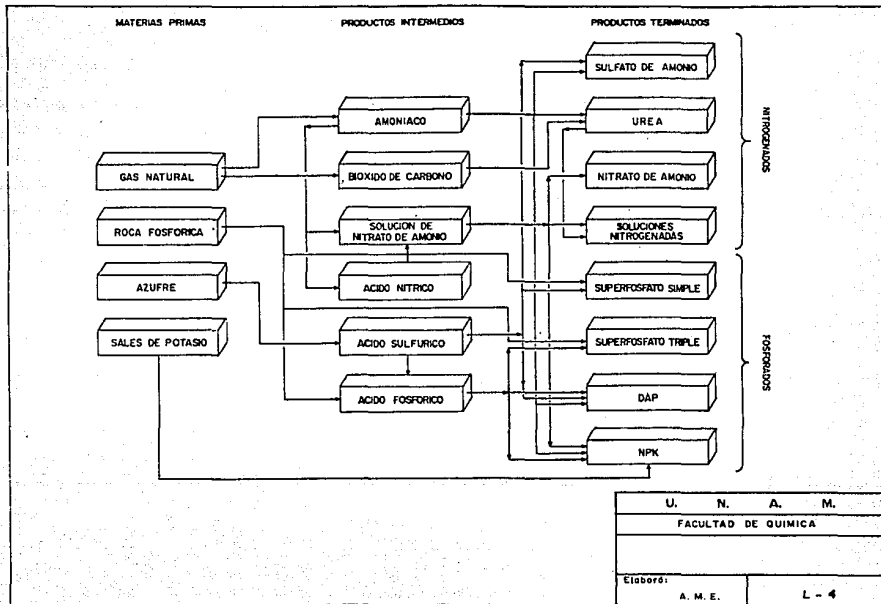 MATERIAS PRIMAS
PRODUCTOS INTERMEDIOS
PRODUCTOS TERMINADOS
GAS NATURAL
ROCA FOSFORICA
AZUFRE
SALES DE POTASIO
AMONIACO
BIOXIDO DE CARBONO
SOLUCION DE
NITRATO DE AMONIO
ACIDO NITRICO
ACIDO SULFURICO
ACIDO FOSFORICO
SULFATO DE AMONIO
UREA
NITRATO DE AMONIO
SOLUCIONES
NITROGENADAS
SUPERFOSFATO SIMPLE
SUPERFOSFATO TRIPLE
DAP
NPK
NITROGENADOS
FOSFORADOS
U. N. A. M.
FACULTAD DE QUIMICA
Elaboró:
A. M. E.
L - 4